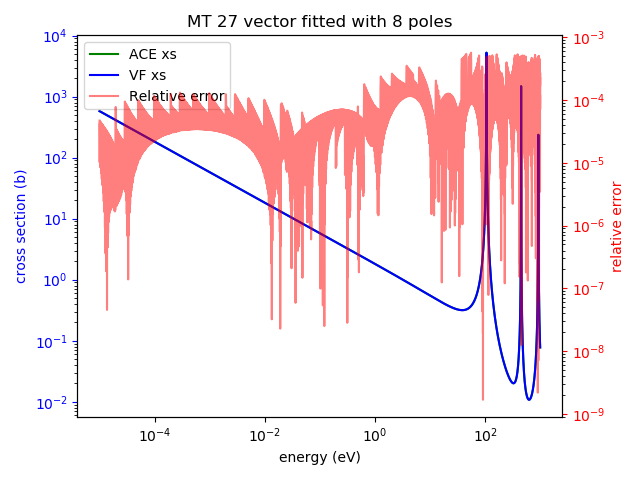 MT 27 vector fitted with 8 poles
ACE xs
VF xs
Relative error
cross section (b)
10^4
10^3
10^2
10^1
10^0
10^-1
10^-2
10^-3
10^-4
10^-5
10^-6
10^-7
10^-8
10^-9
relative error
10^-4 10^-2 10^0 10^2
energy (eV)